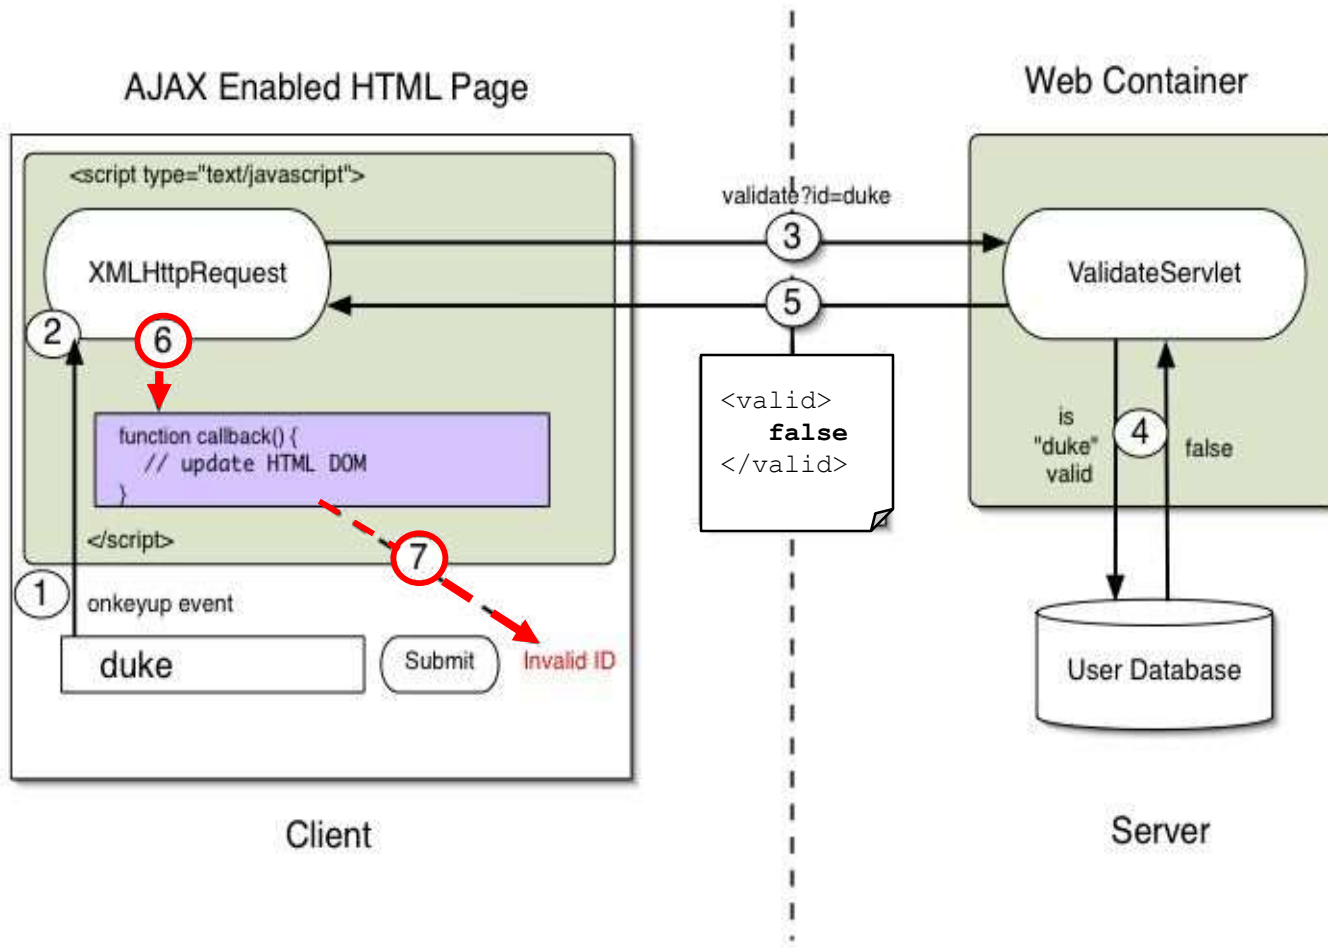 AJAX Enabled HTML Page
Web Container
<script type="text/javascript">
validate?id=duke
3
XMLHttpRequest
ValidateServlet
5
2
6
<valid>
false
</valid>
is
"duke"
valid
4
false
function callback() {
// update HTML DOM
}
</script>
7
1
onkeyup event
duke
Submit
Invalid ID
User Database
Client
Server